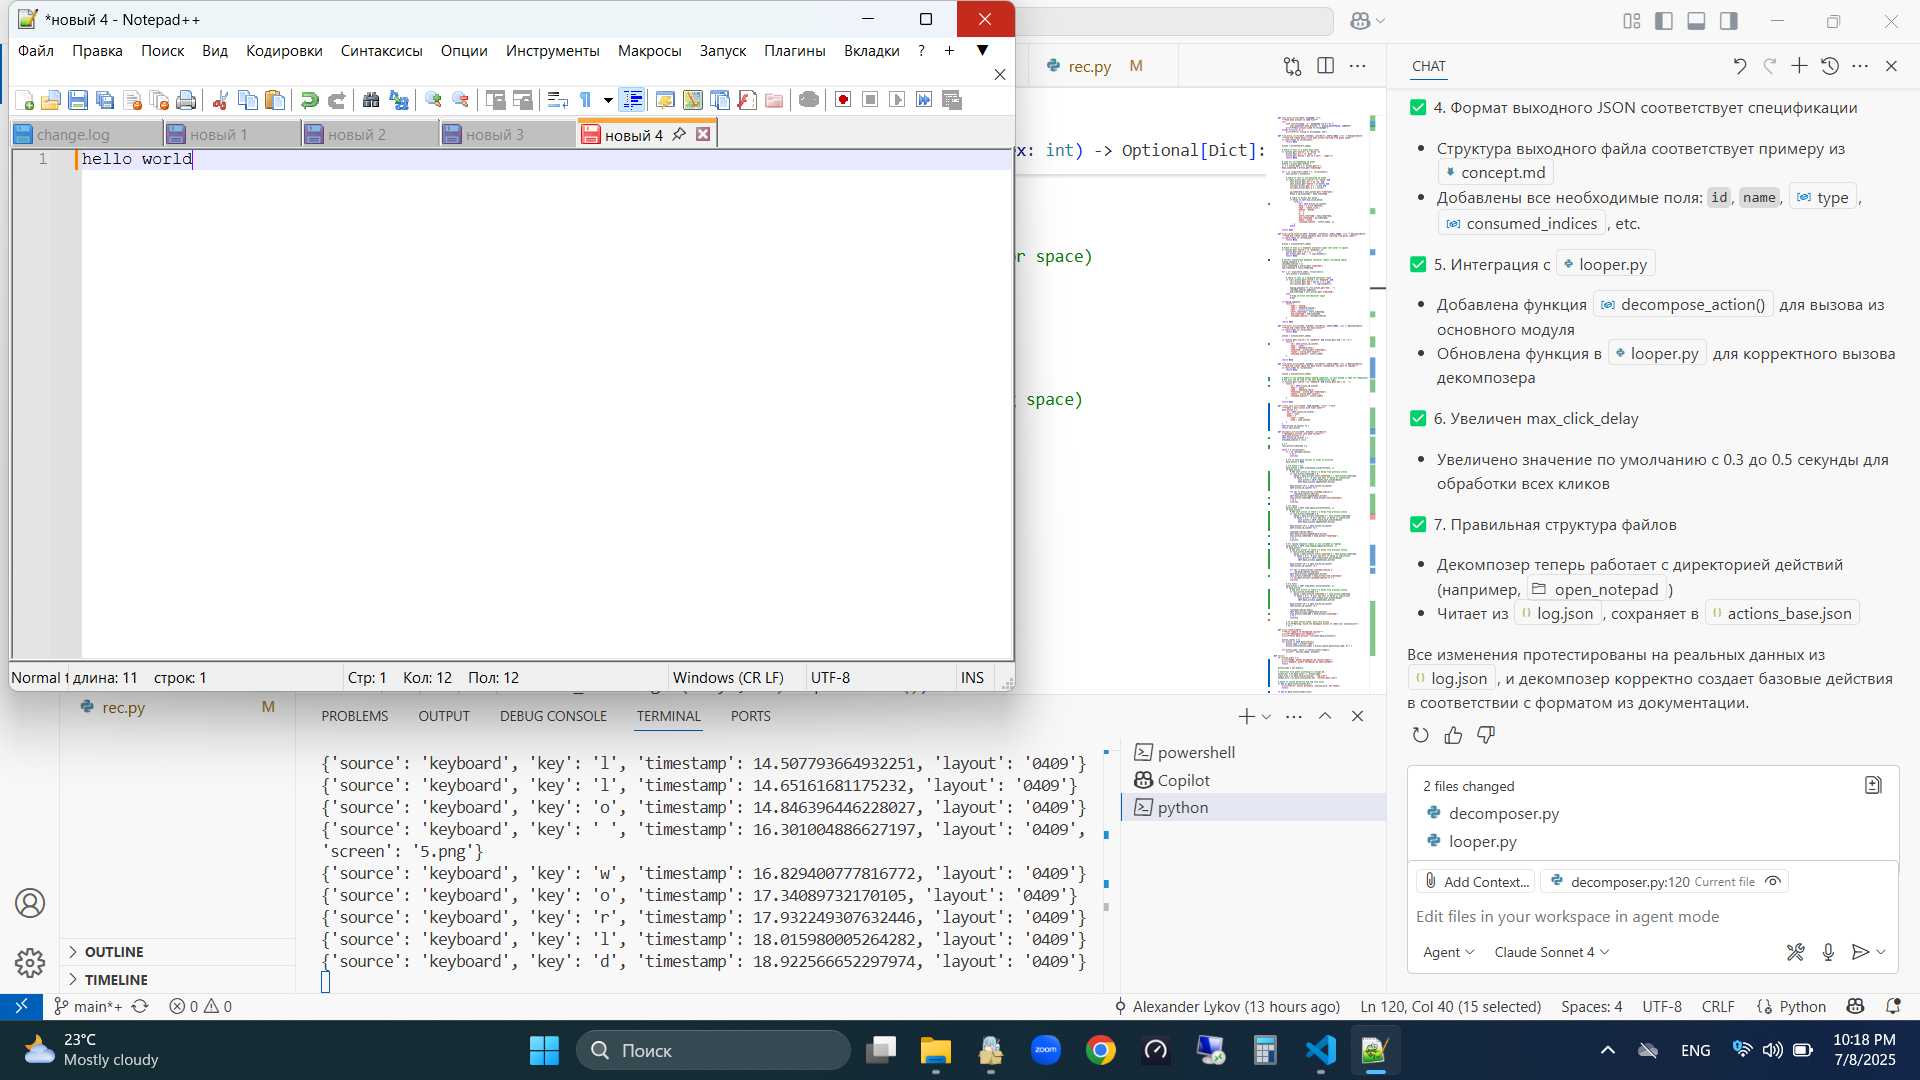 *новый 4 - Notepad++
Файл Правка Поиск Вид Кодировки Синтаксисы Опции Инструменты Макросы Запуск Плагины Вкладки ? + ▼
change.log новый 1 новый 2 новый 3 новый 4
1 hello world
Normal t длина: 11 строк: 1 Стр: 1 Кол: 12 Пол: 12 Windows (CR LF) UTF-8 INS
rec.py M
x: int) -> Optional[Dict]:
r space)
space)
rec.py M
OUTLINE
TIMELINE
PROBLEMS OUTPUT DEBUG CONSOLE TERMINAL PORTS
{'source': 'keyboard', 'key': 'l', 'timestamp': 14.507793664932251, 'layout': '0409'}
{'source': 'keyboard', 'key': 'l', 'timestamp': 14.65161681175232, 'layout': '0409'}
{'source': 'keyboard', 'key': 'o', 'timestamp': 14.846396446228027, 'layout': '0409'}
{'source': 'keyboard', 'key': ' ', 'timestamp': 16.301004886627197, 'layout': '0409',
'screen': '5.png'}
{'source': 'keyboard', 'key': 'w', 'timestamp': 16.829400777816772, 'layout': '0409'}
{'source': 'keyboard', 'key': 'o', 'timestamp': 17.34089732170105, 'layout': '0409'}
{'source': 'keyboard', 'key': 'r', 'timestamp': 17.932249307632446, 'layout': '0409'}
{'source': 'keyboard', 'key': 'l', 'timestamp': 18.015980005264282, 'layout': '0409'}
{'source': 'keyboard', 'key': 'd', 'timestamp': 18.922566652297974, 'layout': '0409'}
powershell
Copilot
python
CHAT
4. Формат выходного JSON соответствует спецификации
• Структура выходного файла соответствует примеру из
concept.md
• Добавлены все необходимые поля: id, name, type ,
consumed_indices , etc.
5. Интеграция с looper.py
• Добавлена функция decompose_action() для вызова из
основного модуля
• Обновлена функция в looper.py для корректного вызова
декомпозера
6. Увеличен max_click_delay
• Увеличено значение по умолчанию с 0.3 до 0.5 секунды для
обработки всех кликов
7. Правильная структура файлов
• Декомпозер теперь работает с директорией действий
(например, open_notepad )
• Читает из log.json , сохраняет в actions_base.json
Все изменения протестированы на реальных данных из
log.json , и декомпозер корректно создает базовые действия
в соответствии с форматом из документации.
2 files changed
decomposer.py
looper.py
Add Context... decomposer.py:120 Current file
Edit files in your workspace in agent mode
Agent Claude Sonnet 4
main*+ 0 0 Alexander Lykov (13 hours ago) Ln 120, Col 40 (15 selected) Spaces: 4 UTF-8 CRLF Python
23°C
Mostly cloudy
Поиск
zoom
ENG
10:18 PM
7/8/2025